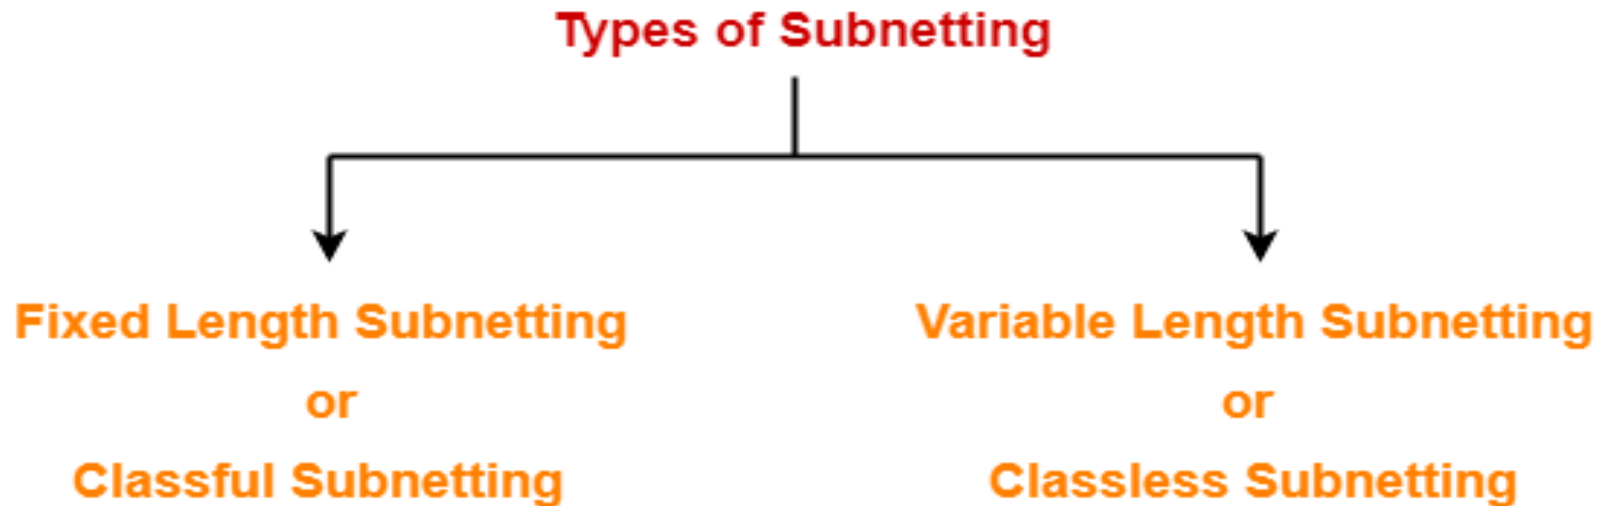 Types of Subnetting
Fixed Length Subnetting
or
Classful Subnetting
Variable Length Subnetting
or
Classless Subnetting